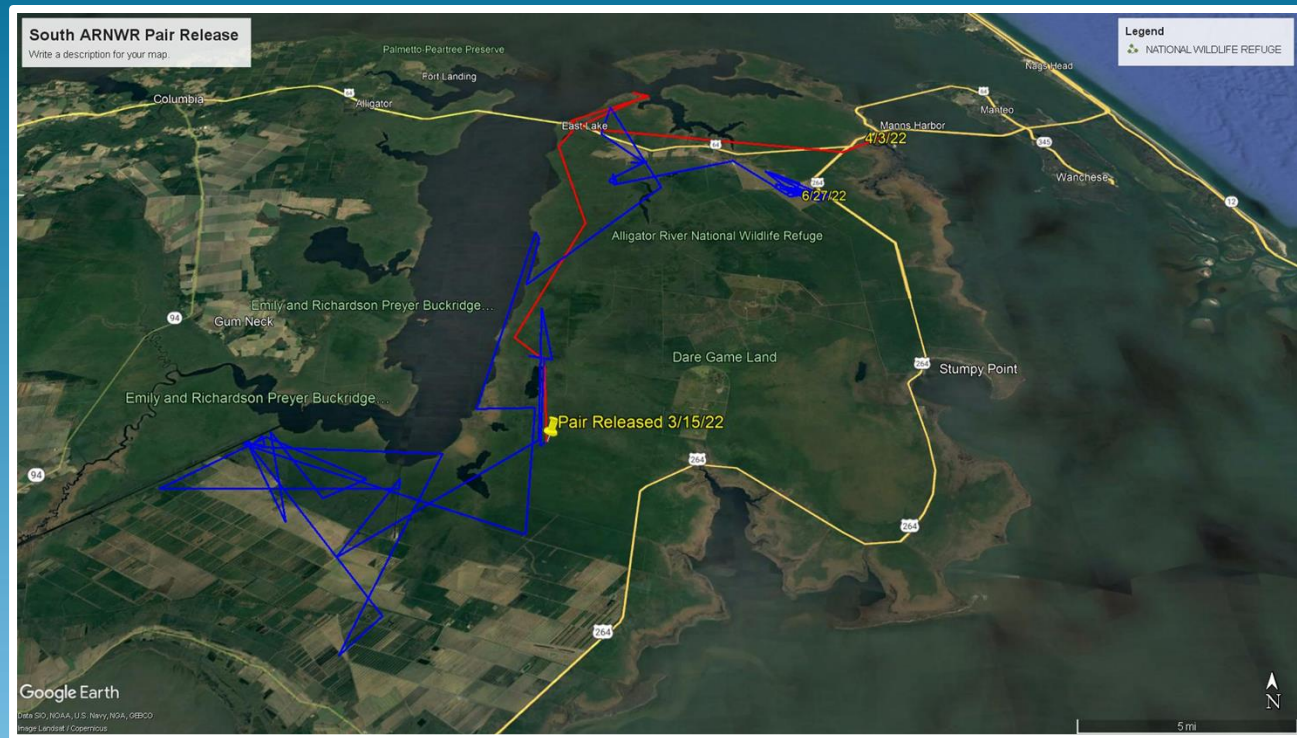 South ARNWR Pair Release
Write a description for your map.
Legend
NATIONAL WILDLIFE REFUGE
Palmetto-Peartree Preserve
Fort Landing
Nags Head
Columbia
64
Alligator
64
Manteo
East Lake
Manns Harbor
4/3/22
64
345
Wanchese
264
6/27/22
12
Alligator River National Wildlife Refuge
Emily and Richardson Preyer Buckridge...
94
Gum Neck
Dare Game Land
264
Stumpy Point
Emily and Richardson Preyer Buckridge...
Pair Released 3/15/22
94
264
264
264
Google Earth
Data SIO, NOAA, U.S. Navy, NGA, GEBCO
Image Landsat / Copernicus
N
5 mi